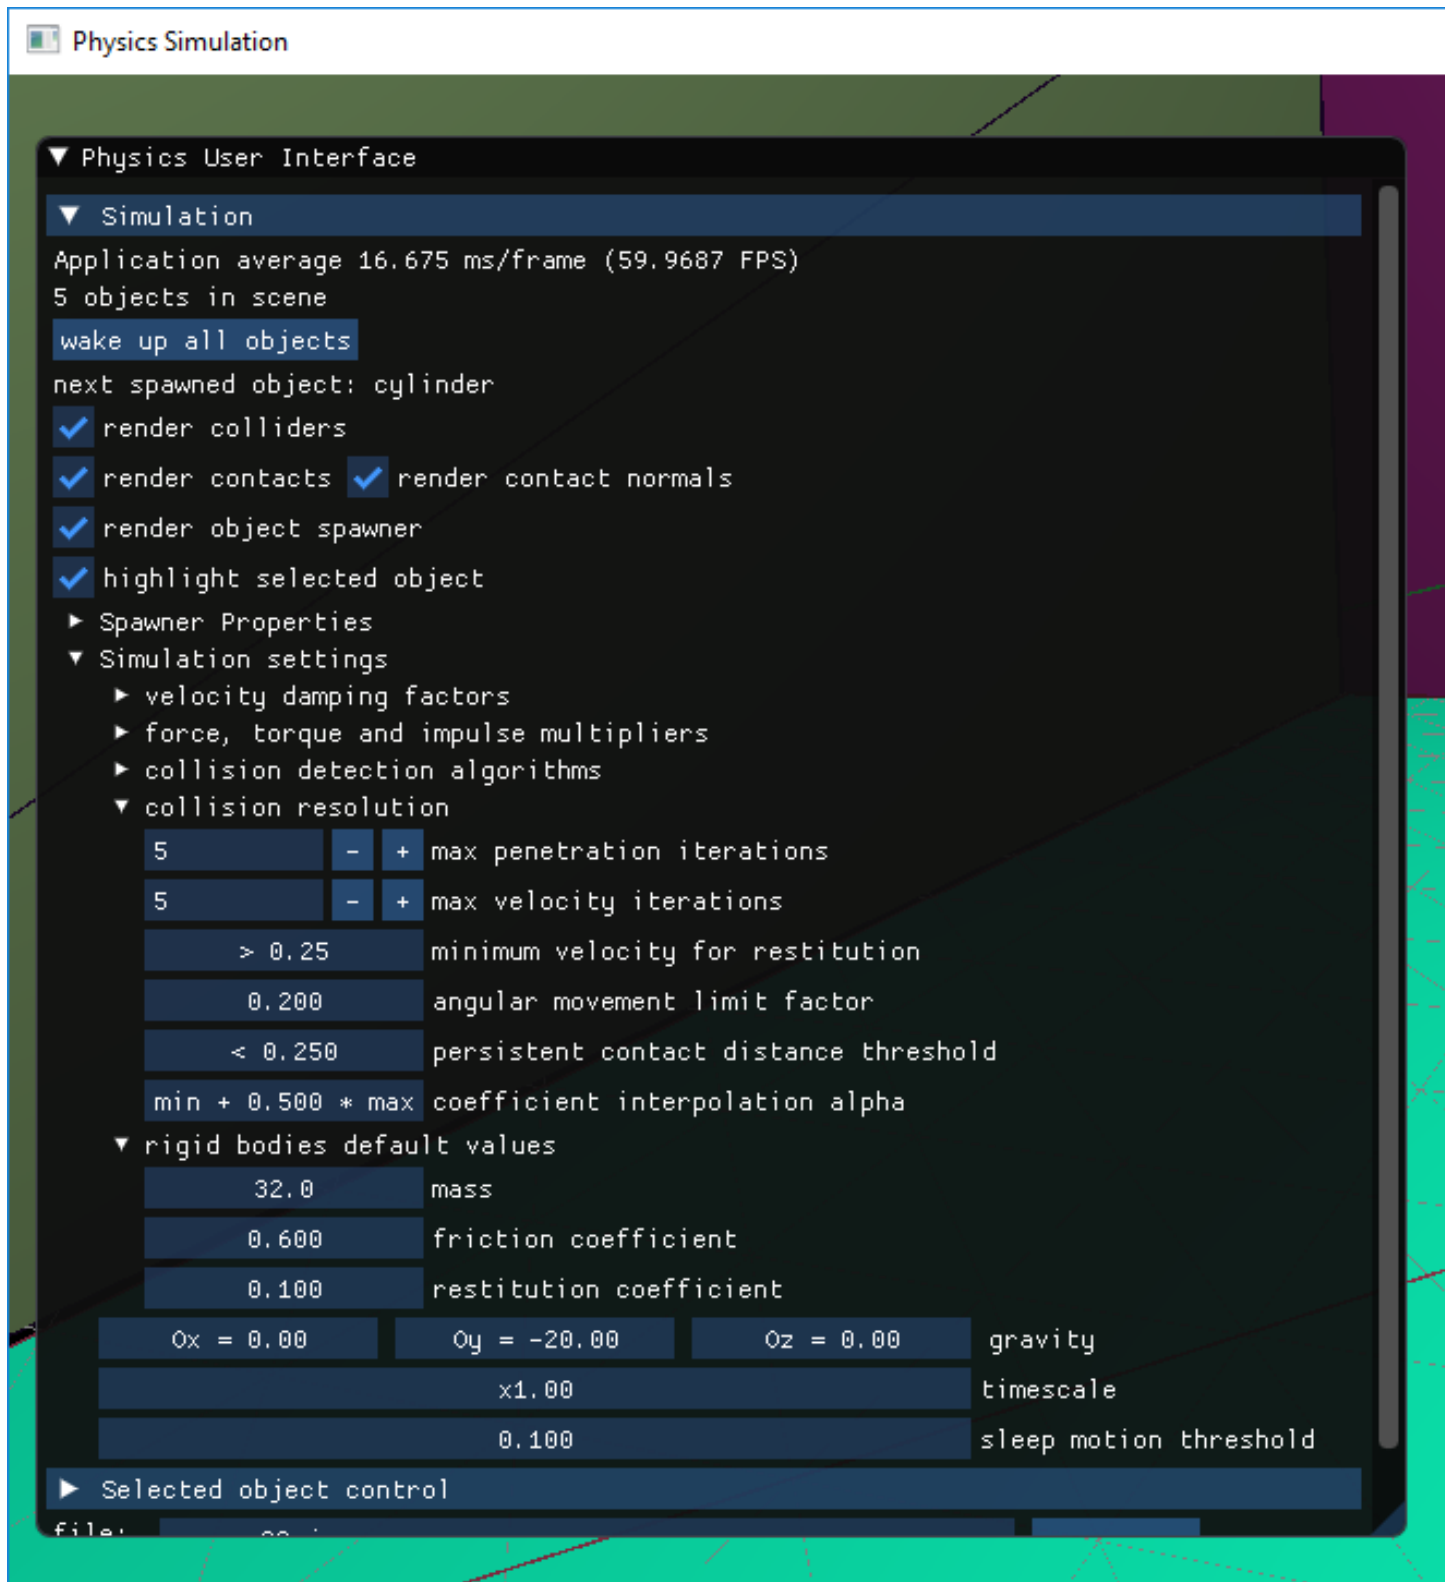 Physics Simulation
Physics User Interface
Simulation
Application average 16.675 ms/frame (59.9687 FPS)
5 objects in scene
wake up all objects
next spawned object: cylinder
render colliders
render contacts render contact normals
render object spawner
highlight selected object
Spawner Properties
Simulation settings
velocity damping factors
force, torque and impulse multipliers
collision detection algorithms
collision resolution
5 - + max penetration iterations
5 - + max velocity iterations
> 0.25 minimum velocity for restitution
0.200 angular movement limit factor
< 0.250 persistent contact distance threshold
min + 0.500 * max coefficient interpolation alpha
rigid bodies default values
32.0 mass
0.600 friction coefficient
0.100 restitution coefficient
Ox = 0.00 Oy = -20.00 Oz = 0.00 gravity
x1.00 timescale
0.100 sleep motion threshold
Selected object control
file: